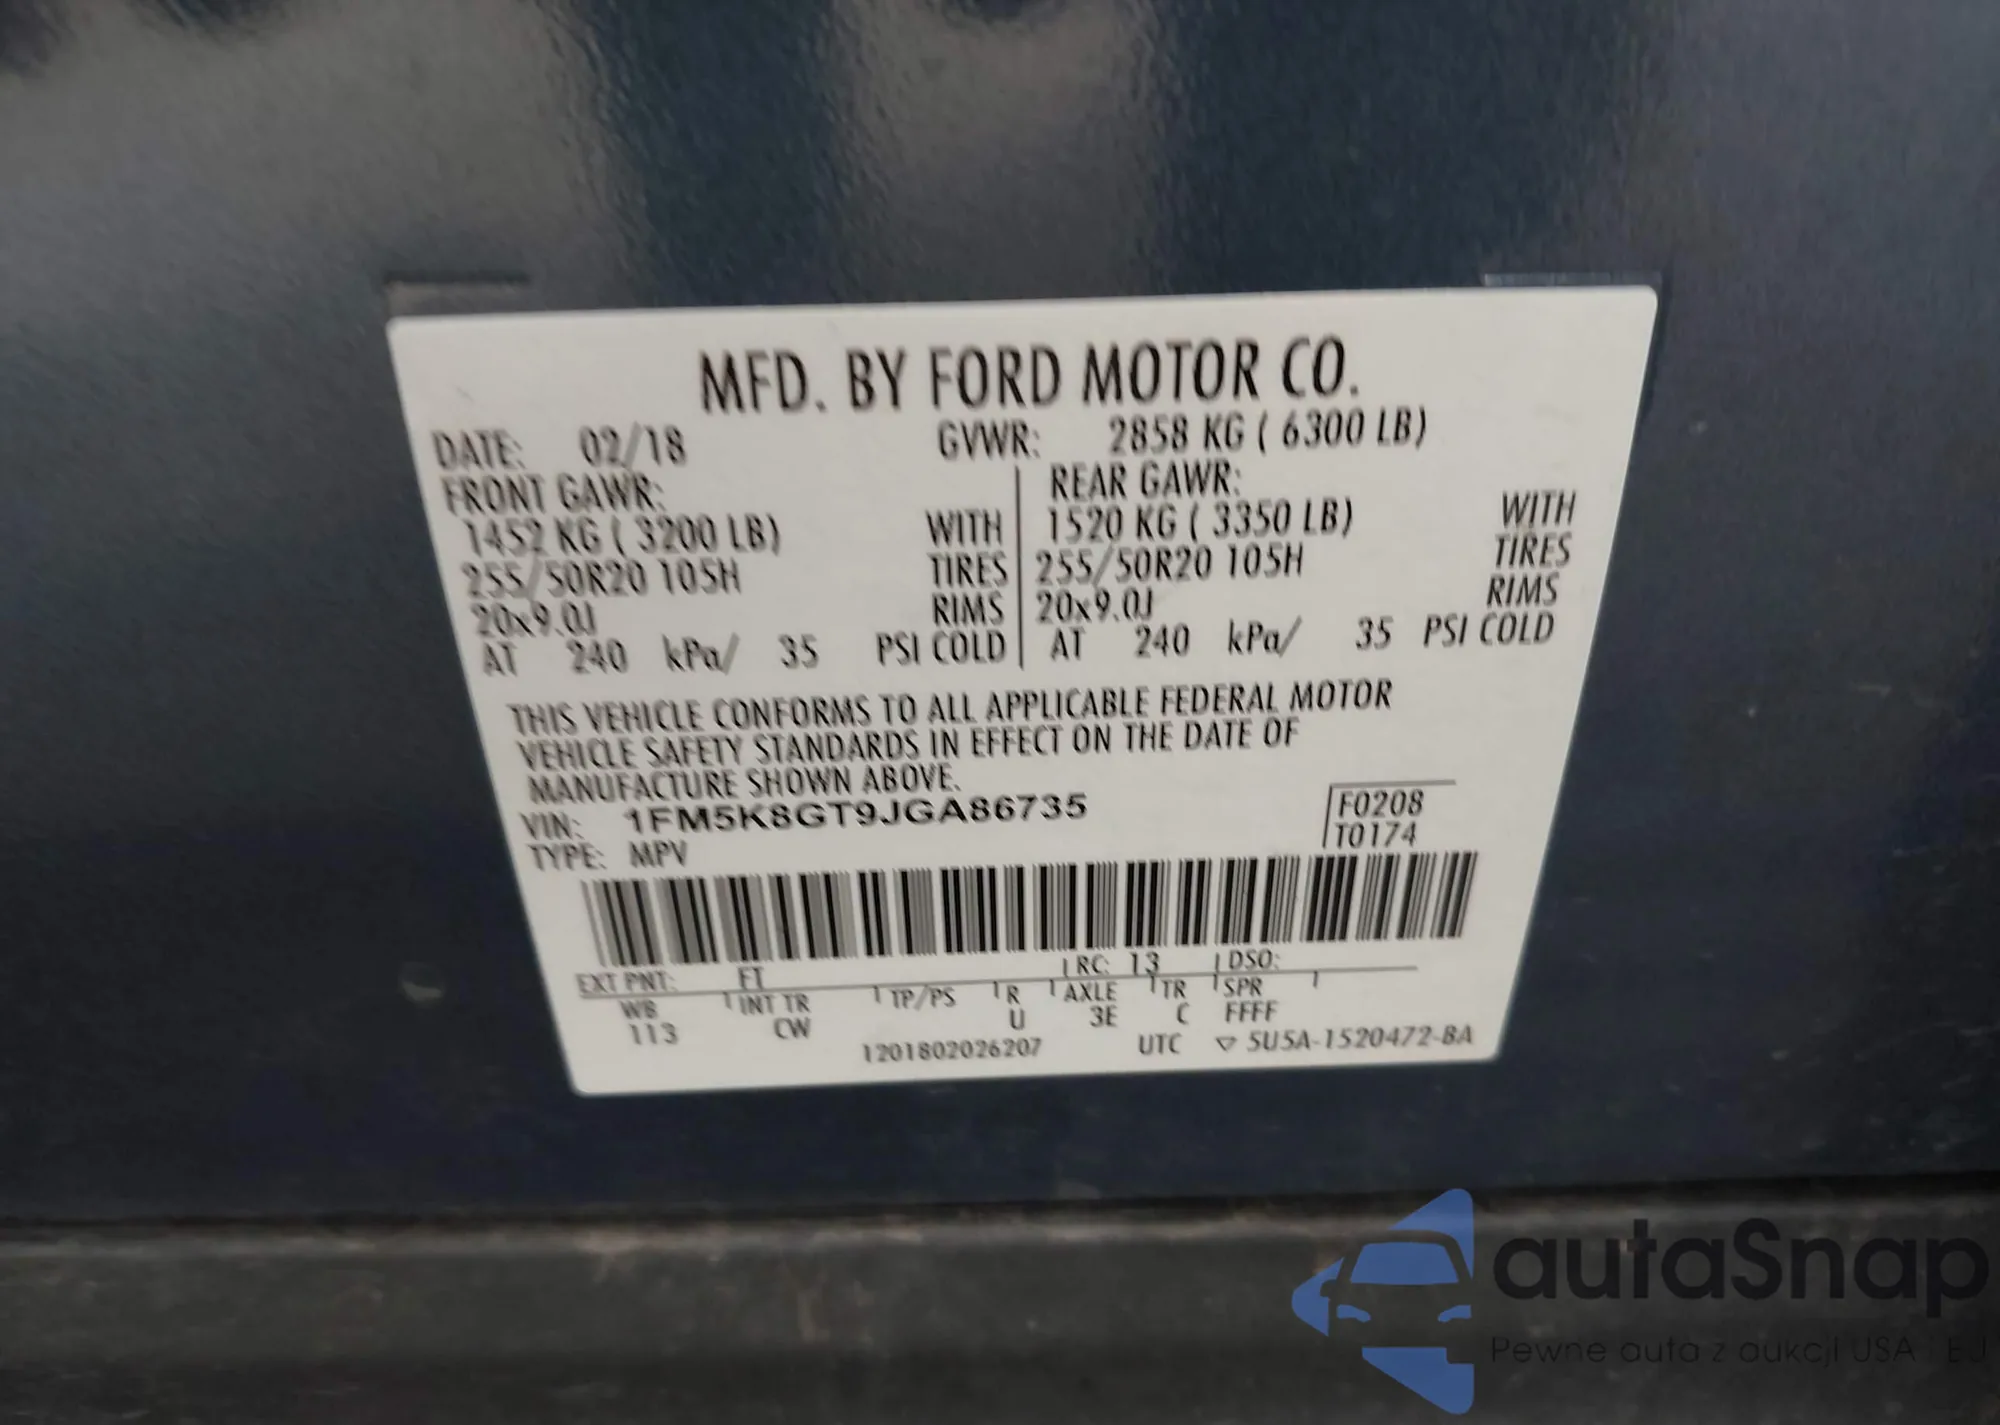 MFD. BY FORD MOTOR CO.
DATE: 02/18 GVWR: 2858 KG ( 6300 LB)
FRONT GAWR: REAR GAWR:
1452 KG ( 3200 LB) WITH 1520 KG ( 3350 LB) WITH
255/50R20 105H TIRES 255/50R20 105H TIRES
20x9.0J RIMS 20x9.0J RIMS
AT 240 kPa/ 35 PSI COLD AT 240 kPa/ 35 PSI COLD
THIS VEHICLE CONFORMS TO ALL APPLICABLE FEDERAL MOTOR
VEHICLE SAFETY STANDARDS IN EFFECT ON THE DATE OF
MANUFACTURE SHOWN ABOVE.
VIN: 1FM5K8GT9JGA86735 F0208
TYPE: MPV T0174
EXT PNT: FT RC: 13 DSO:
WB INT TR TP/PS R AXLE TR SPR
113 CW U 3E C FFFF
1201802026207 UTC ▽ 5U5A-1520472-BA
autaSnap
Pewne auta z aukcji USA i EU